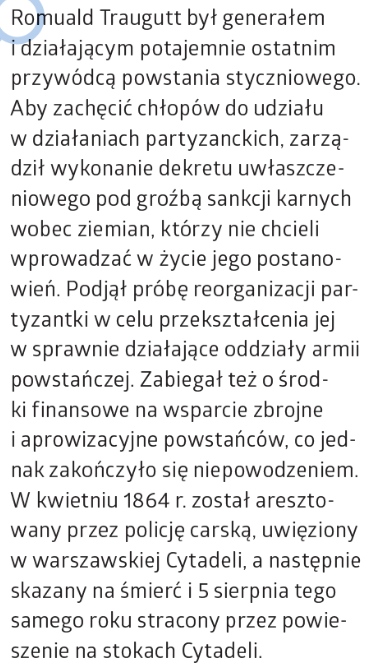 Romuald Traugutt był generałem
i działającym potajemnie ostatnim
przywódcą powstania styczniowego.
Aby zachęcić chłopów do udziału
w działaniach partyzanckich, zarzą-
dził wykonanie dekretu uwłaszcze-
niowego pod groźbą sankcji karnych
wobec ziemian, którzy nie chcieli
wprowadzać w życie jego postano-
wień. Podjął próbę reorganizacji par-
tyzantki w celu przekształcenia jej
w sprawnie działające oddziały armii
powstańczej. Zabiegał też o środ-
ki finansowe na wsparcie zbrojne
i aprowizacyjne powstańców, co jed-
nak zakończyło się niepowodzeniem.
W kwietniu 1864 r. został areszto-
wany przez policję carską, uwięziony
w warszawskiej Cytadeli, a następnie
skazany na śmierć i 5 sierpnia tego
samego roku stracony przez powie-
szenie na stokach Cytadeli.